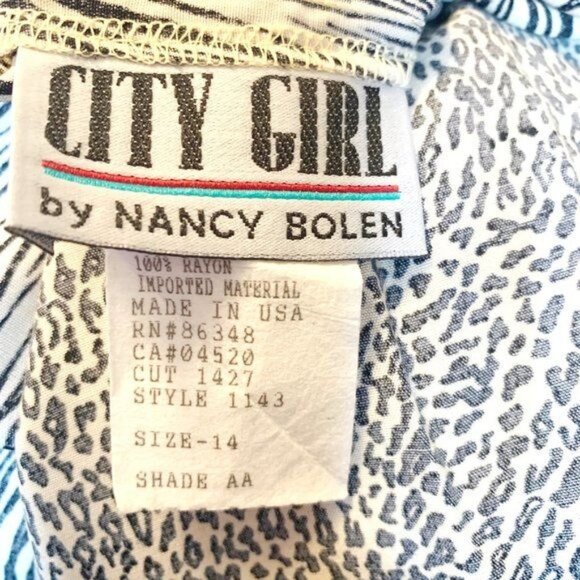 CITY GIRL
by NANCY BOLEN
100% RAYON
IMPORTED MATERIAL
MADE IN USA
RN#86348
CA#04520
CUT 1427
STYLE 1143
SIZE-14
SHADE AA